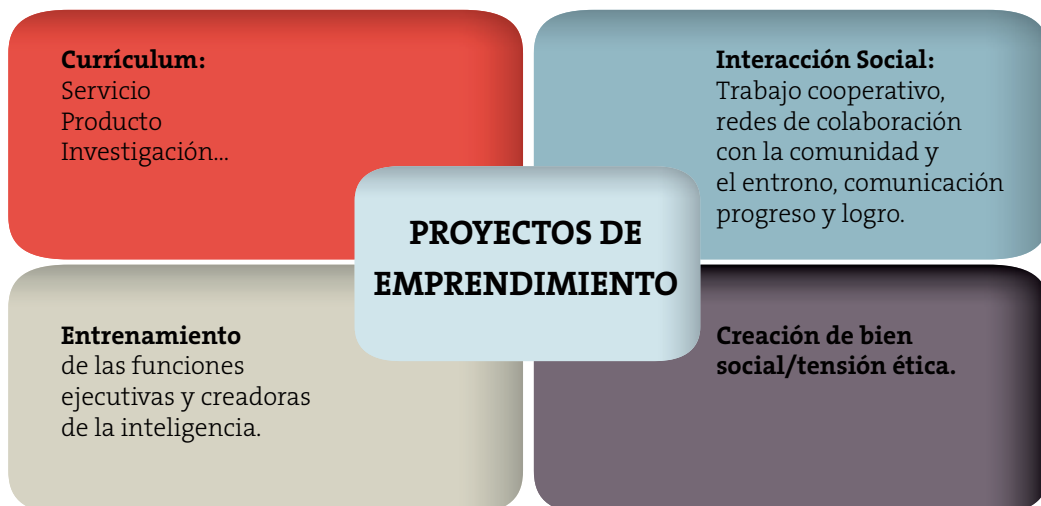 Currículum:
Servicio
Producto
Investigación...
Interacción Social:
Trabajo cooperativo,
redes de colaboración
con la comunidad y
el entrono, comunicación
progreso y logro.
PROYECTOS DE
EMPRENDIMIENTO
Entrenamiento
de las funciones
ejecutivas y creadoras
de la inteligencia.
Creación de bien
social/tensión ética.